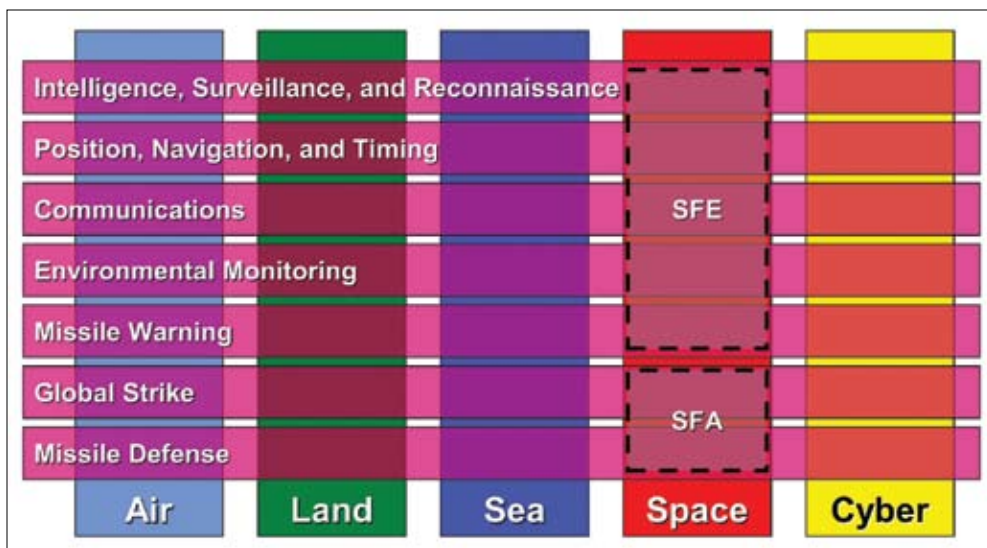 Intelligence, Surveillance, and Reconnaissance
Position, Navigation, and Timing
Communications
SFE
Environmental Monitoring
Missile Warning
Global Strike
SFA
Missile Defense
Air
Land
Sea
Space
Cyber